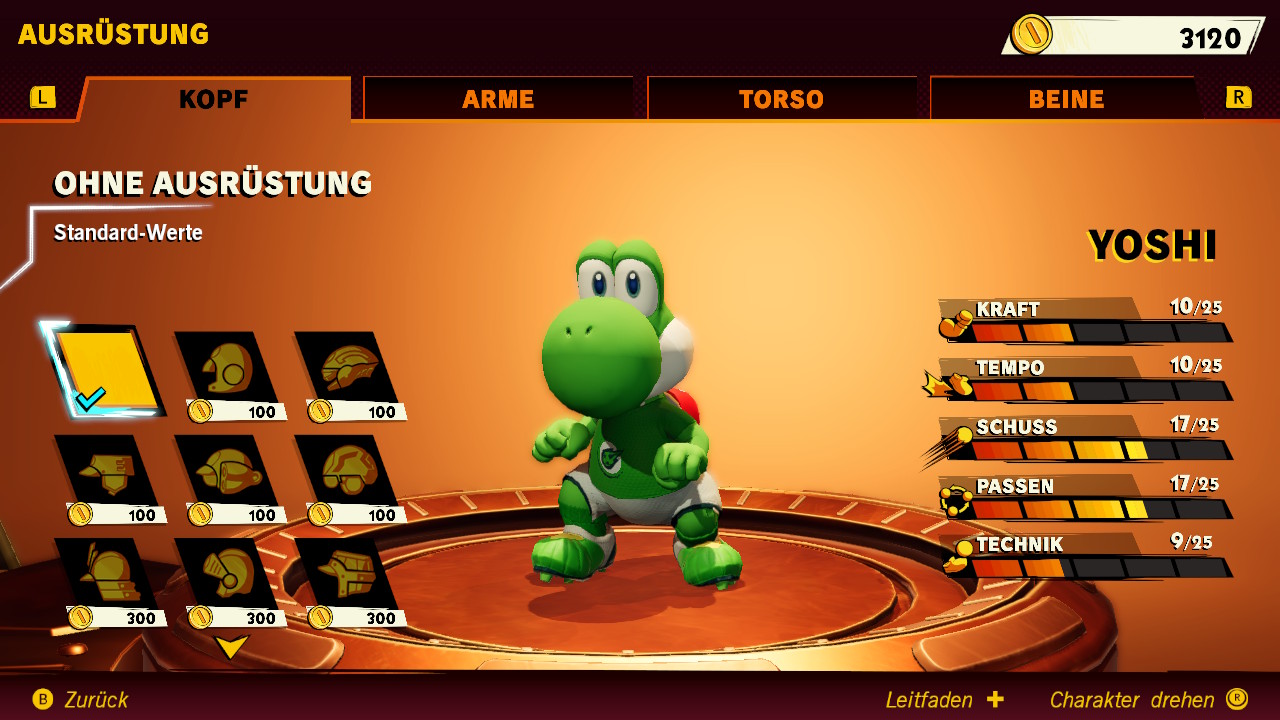 AUSRÜSTUNG
3120
L
KOPF
ARME
TORSO
BEINE
R
OHNE AUSRÜSTUNG
Standard-Werte
YOSHI
KRAFT 10/25
TEMPO 10/25
SCHUSS 17/25
PASSEN 17/25
TECHNIK 9/25
100 100
100 100 100
300 300 300
B Zurück
Leitfaden
Charakter drehen R